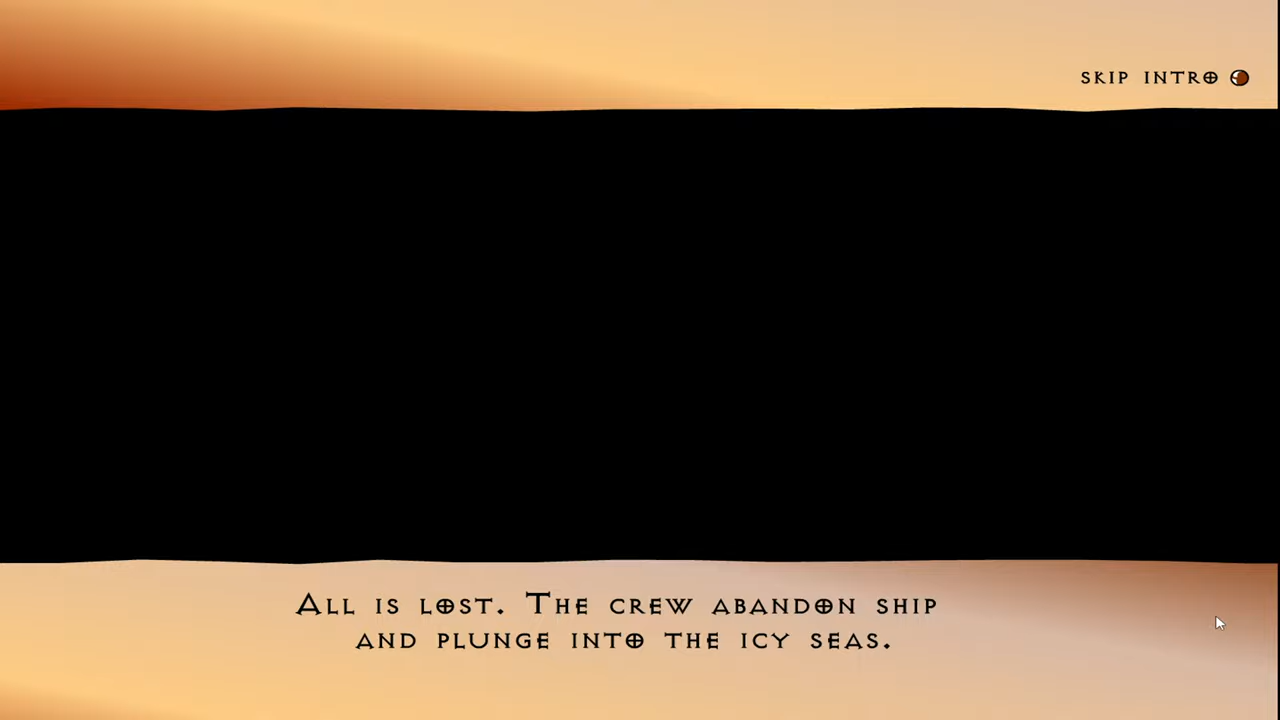 SKIP INTRO
ALL IS LOST. THE CREW ABANDON SHIP
AND PLUNGE INTO THE ICY SEAS.